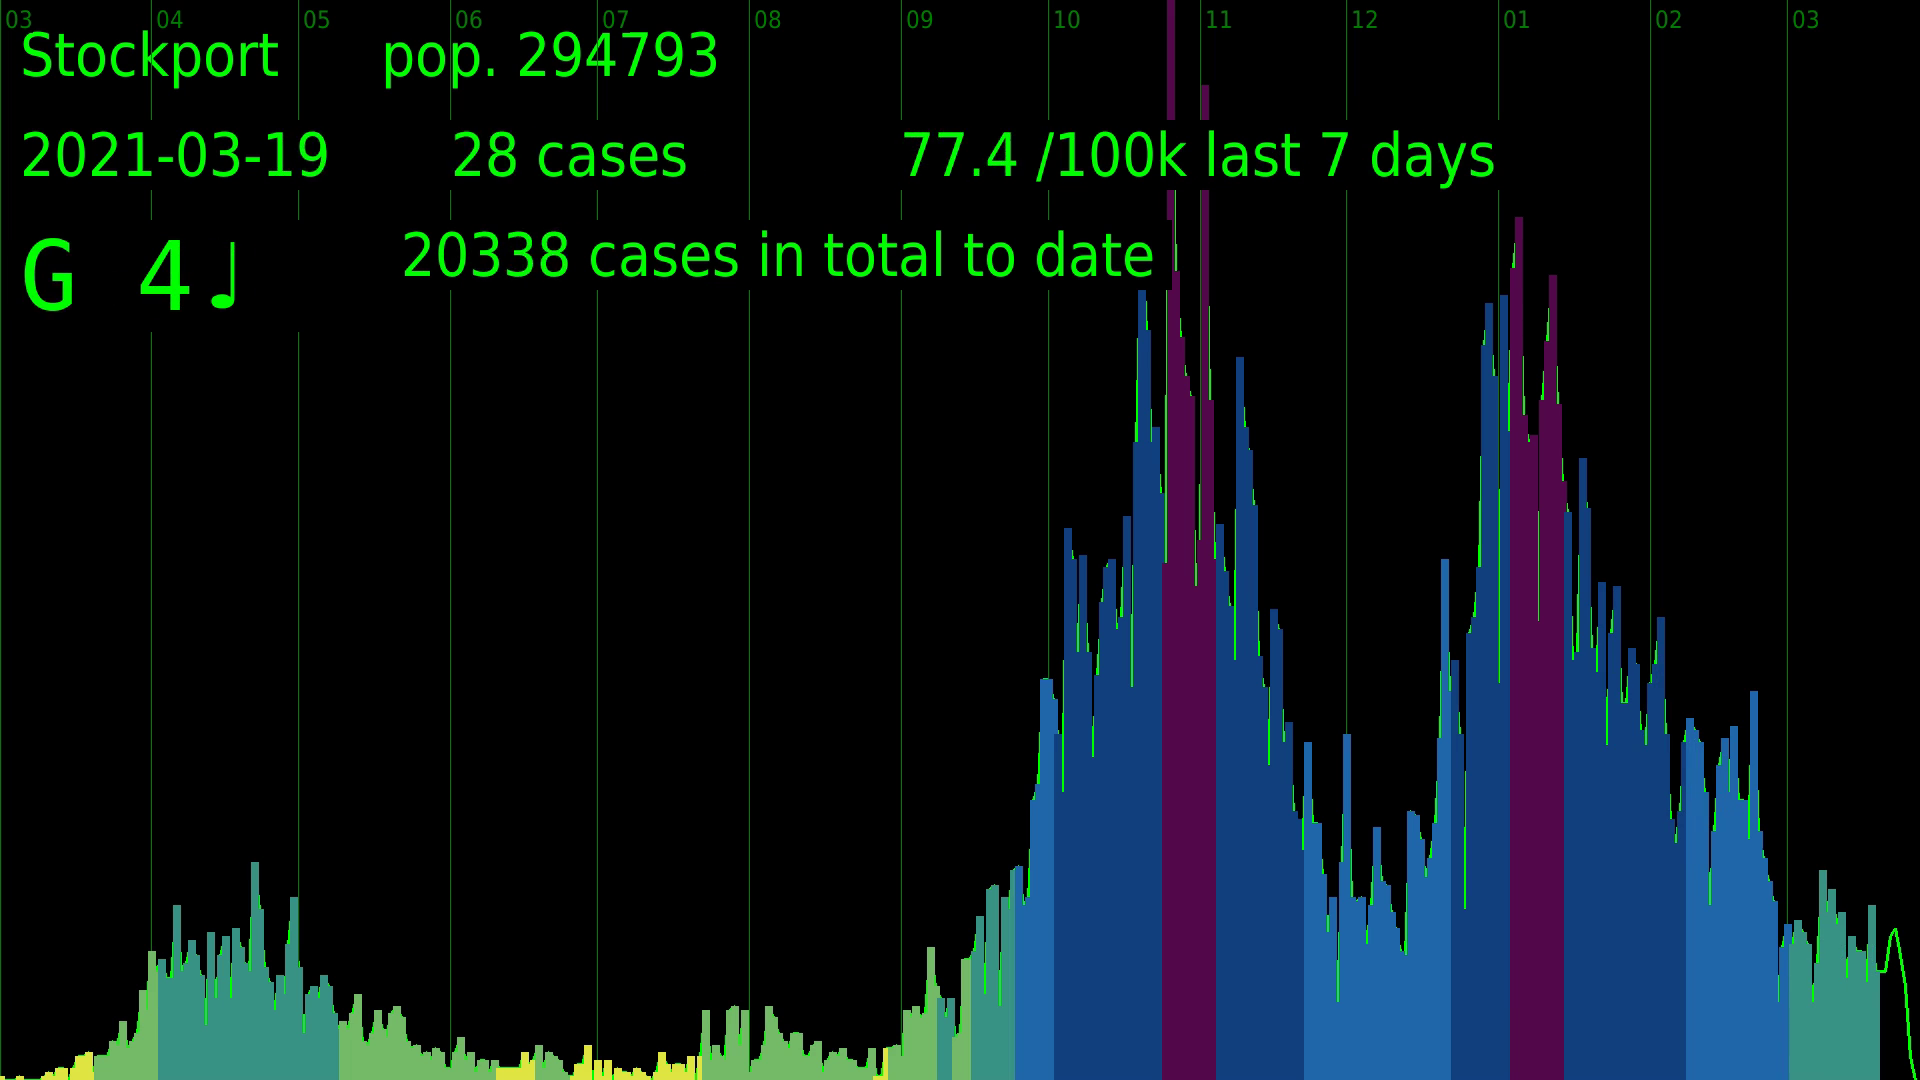 03 04 05 06 07 08 09 10 11 12 01 02 03
Stockport pop. 294793
2021-03-19 28 cases 77.4 /100k last 7 days
G 4♩ 20338 cases in total to date